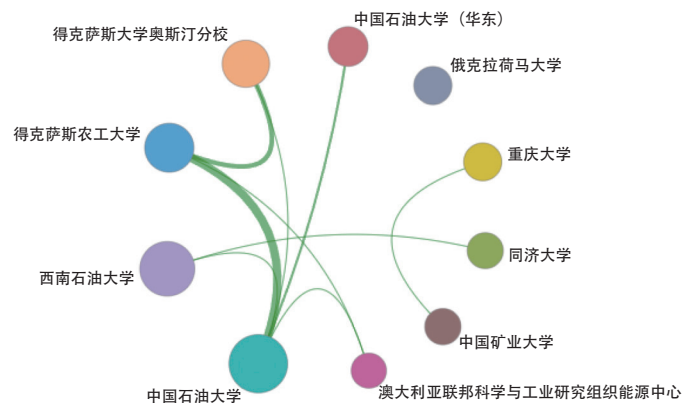 中国石油大学（华东）
得克萨斯大学奥斯汀分校
俄克拉荷马大学
得克萨斯农工大学
重庆大学
同济大学
西南石油大学
中国矿业大学
中国石油大学
澳大利亚联邦科学与工业研究组织能源中心